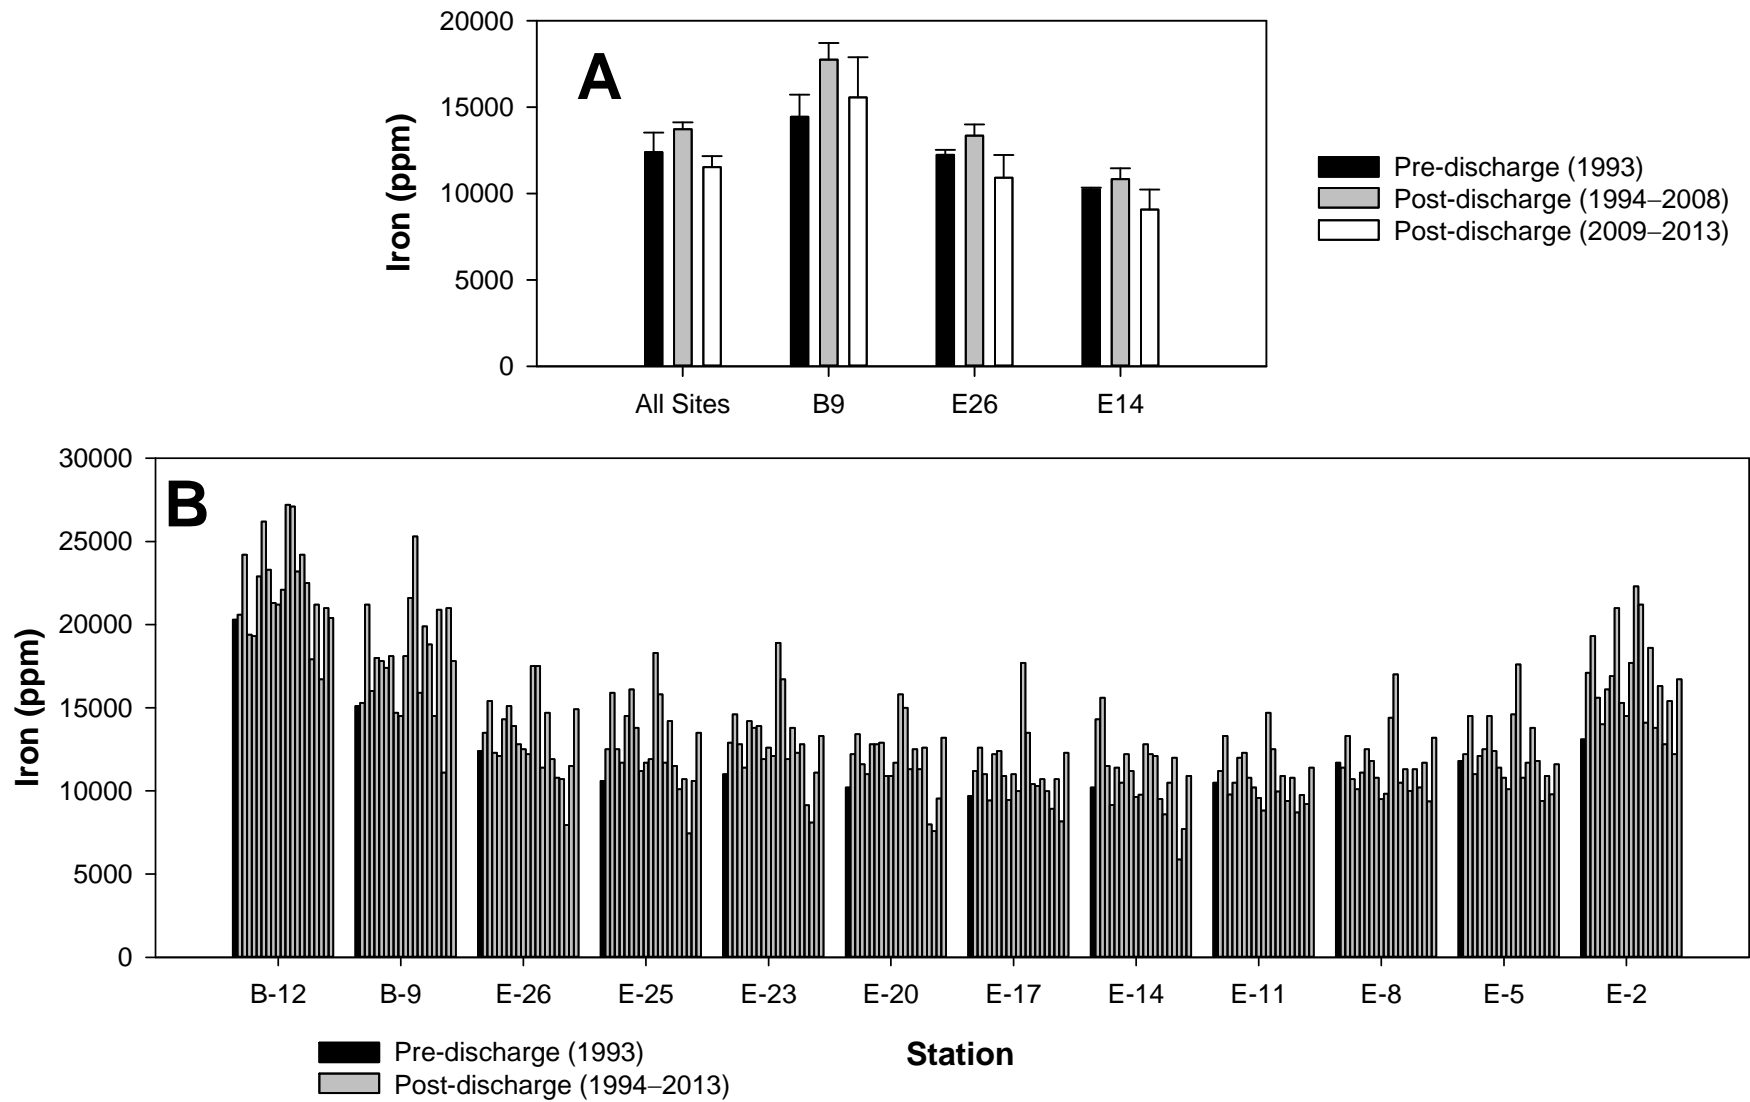 20000
15000
10000
5000
0
Iron (ppm)
A
All Sites B9 E26 E14
Pre-discharge (1993)
Post-discharge (1994–2008)
Post-discharge (2009–2013)
30000
25000
20000
15000
10000
5000
0
Iron (ppm)
B
B-12 B-9 E-26 E-25 E-23 E-20 E-17 E-14 E-11 E-8 E-5 E-2
Station
Pre-discharge (1993)
Post-discharge (1994–2013)